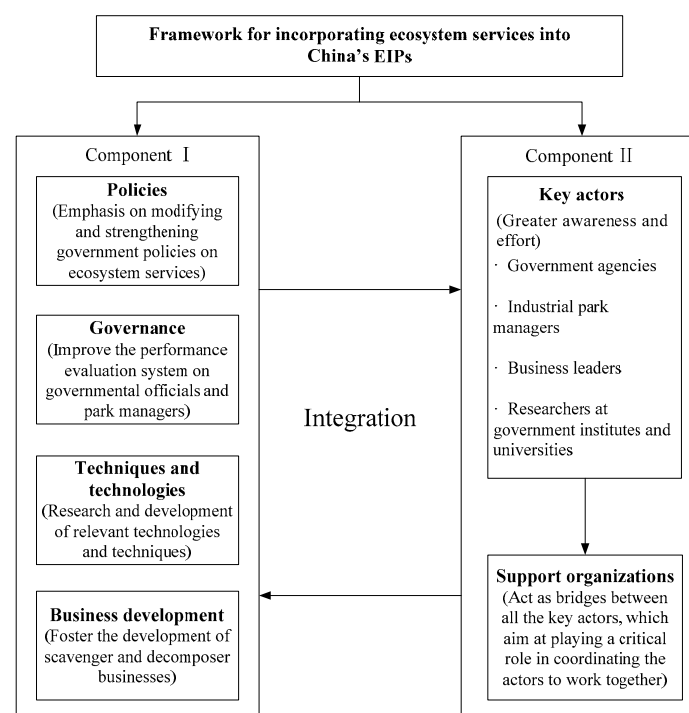 Framework for incorporating ecosystem services into
China's EIPs
Component Ⅰ
Policies
(Emphasis on modifying
and strengthening
government policies on
ecosystem services)
Governance
(Improve the performance
evaluation system on
governmental officials and
park managers)
Techniques and
technologies
(Research and development
of relevant technologies
and techniques)
Business development
(Foster the development of
scavenger and decomposer
businesses)
Integration
Component Ⅱ
Key actors
(Greater awareness and
effort)
· Government agencies
· Industrial park
managers
· Business leaders
· Researchers at
government institutes and
universities
Support organizations
(Act as bridges between
all the key actors, which
aim at playing a critical
role in coordinating the
actors to work together)